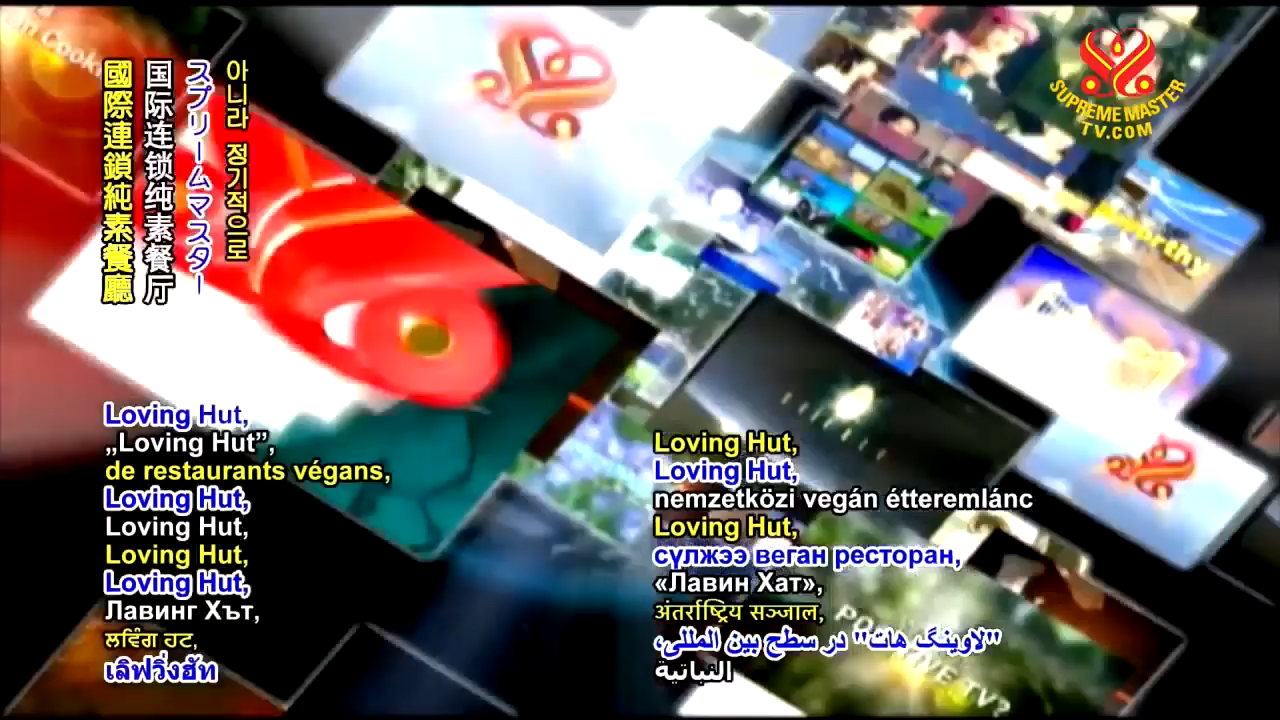 SUPREME MASTER
TV.COM
國際連鎖純素餐廳
国际连锁纯素餐厅
スプリームマスター
아니라 정기적으로
worthy
Loving Hut,
„Loving Hut”,
de restaurants végans,
Loving Hut,
Loving Hut,
Loving Hut,
Loving Hut,
Лавинг Хът,
ਲਵਿੰਗ ਹਟ,
เลิฟวิ่งฮัท
Loving Hut,
Loving Hut,
nemzetközi vegán étteremlánc
Loving Hut,
сүлжээ веган ресторан,
«Лавин Хат»,
अंतर्राष्ट्रिय सञ्जाल,
"لاوینگ هات" در سطح بین المللی،
النباتية
TV?